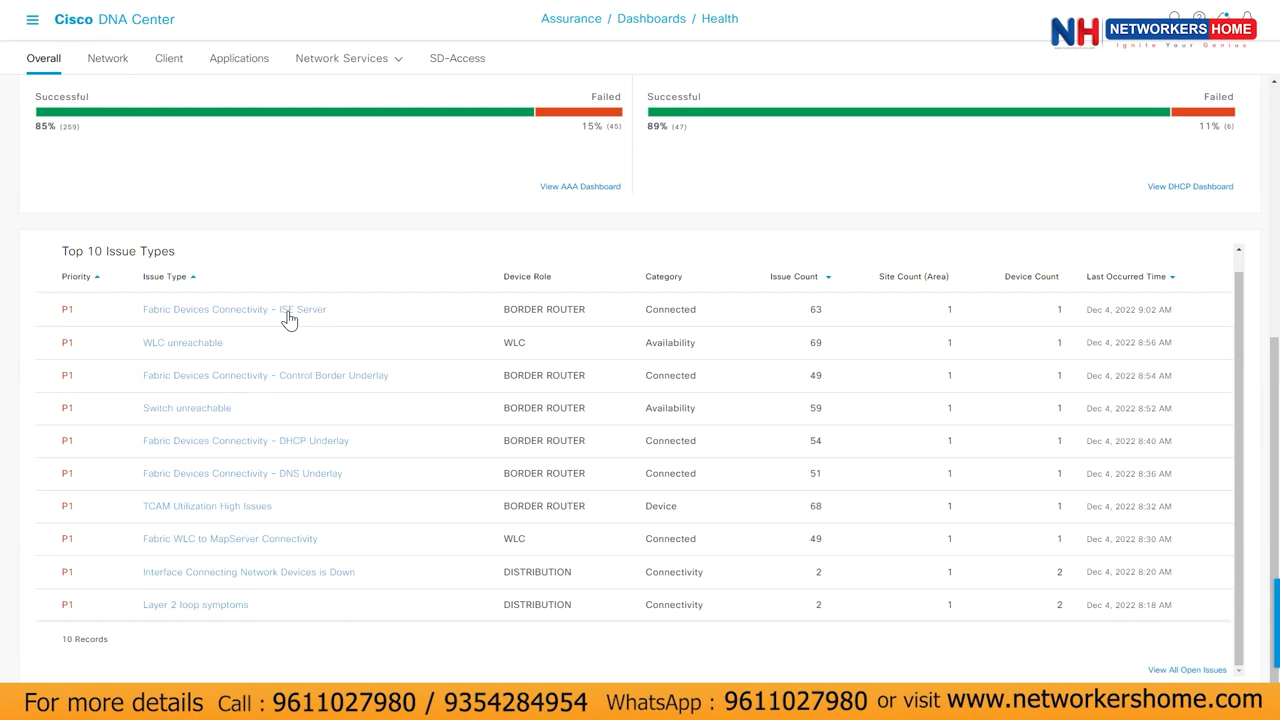 Cisco DNA Center
Assurance / Dashboards / Health
NH NETWORKERS HOME
Ignite Your Genius
Overall Network Client Applications Network Services SD-Access
Successful Failed Successful Failed
85% (259) 15% (45) 89% (47) 11% (6)
View AAA Dashboard View DHCP Dashboard
Top 10 Issue Types
Priority Issue Type Device Role Category Issue Count Site Count (Area) Device Count Last Occurred Time
P1 Fabric Devices Connectivity - ISE Server BORDER ROUTER Connected 63 1 1 Dec 4, 2022 9:02 AM
P1 WLC unreachable WLC Availability 69 1 1 Dec 4, 2022 8:56 AM
P1 Fabric Devices Connectivity - Control Border Underlay BORDER ROUTER Connected 49 1 1 Dec 4, 2022 8:54 AM
P1 Switch unreachable BORDER ROUTER Availability 59 1 1 Dec 4, 2022 8:52 AM
P1 Fabric Devices Connectivity - DHCP Underlay BORDER ROUTER Connected 54 1 1 Dec 4, 2022 8:40 AM
P1 Fabric Devices Connectivity - DNS Underlay BORDER ROUTER Connected 51 1 1 Dec 4, 2022 8:36 AM
P1 TCAM Utilization High Issues BORDER ROUTER Device 68 1 1 Dec 4, 2022 8:32 AM
P1 Fabric WLC to MapServer Connectivity WLC Connected 49 1 1 Dec 4, 2022 8:30 AM
P1 Interface Connecting Network Devices is Down DISTRIBUTION Connectivity 2 1 2 Dec 4, 2022 8:20 AM
P1 Layer 2 loop symptoms DISTRIBUTION Connectivity 2 1 2 Dec 4, 2022 8:18 AM
10 Records
View All Open Issues
For more details Call : 9611027980 / 9354284954 WhatsApp : 9611027980 or visit www.networkershome.com